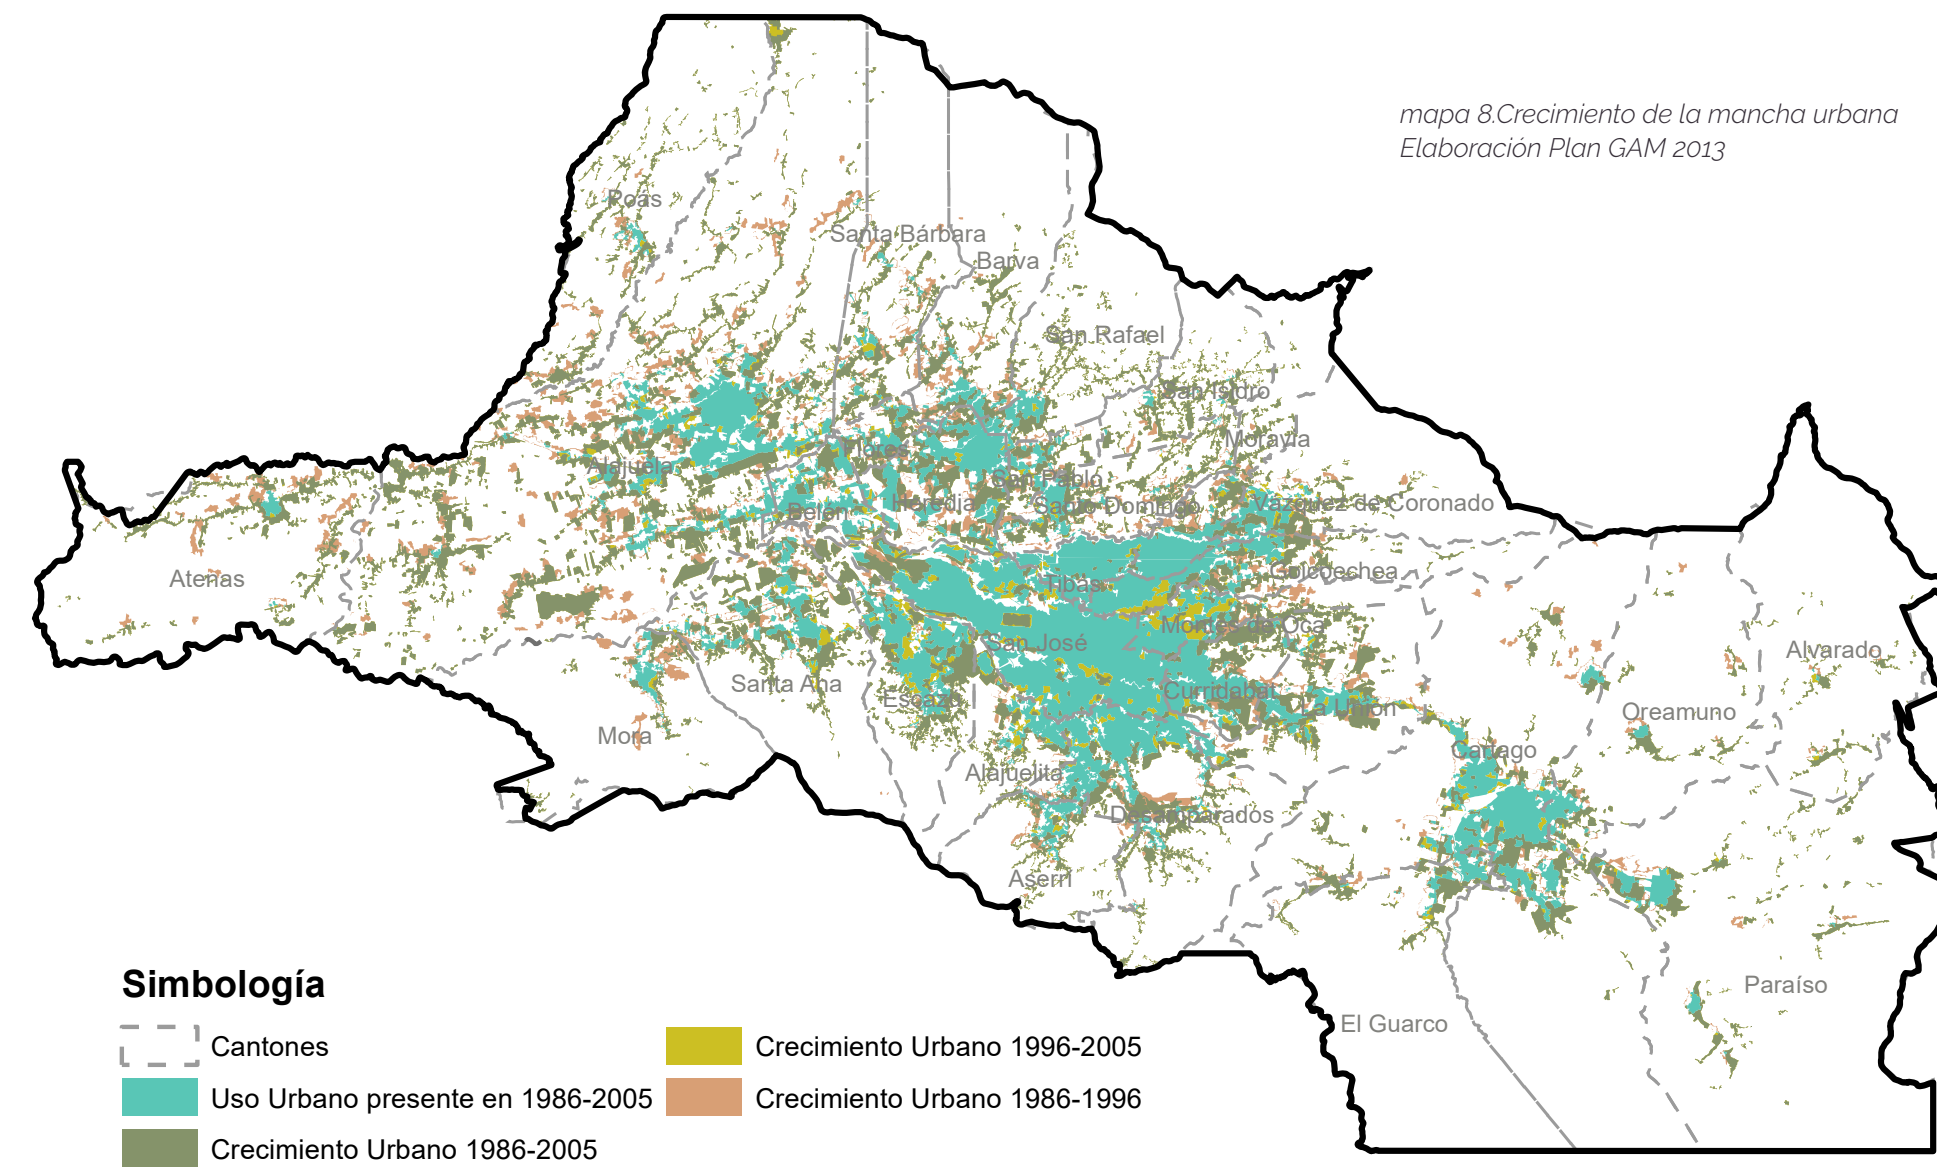 mapa 8.Crecimiento de la mancha urbana
Elaboración Plan GAM 2013
Poás
Santa Bárbara
Barva
San Rafael
San Isidro
Moravia
Flores
Alajuela
San Pablo
Heredia
Santo Domingo
Vázquez de Coronado
Belén
Atenas
Tibás
Goicoechea
Montes de Oca
San José
Alvarado
Santa Ana
Escazú
Curridabat
La Unión
Oreamuno
Mora
Cartago
Alajuelita
Desamparados
Aserrí
Paraíso
El Guarco
Simbología
Cantones
Uso Urbano presente en 1986-2005
Crecimiento Urbano 1986-2005
Crecimiento Urbano 1996-2005
Crecimiento Urbano 1986-1996